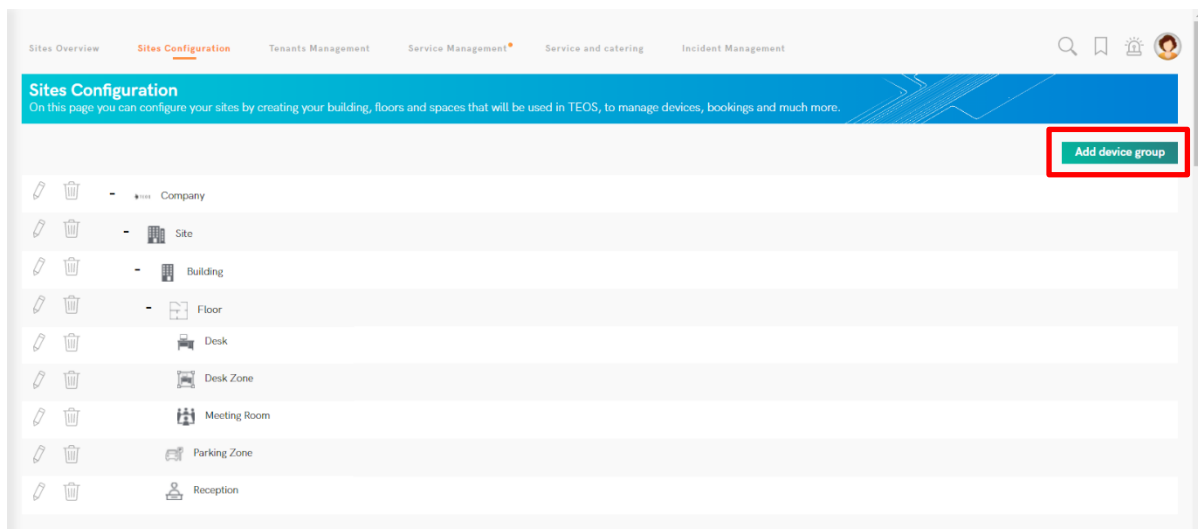 Sites Overview Sites Configuration Tenants Management Service Management Service and catering Incident Management
Sites Configuration
On this page you can configure your sites by creating your building, floors and spaces that will be used in TEOS, to manage devices, bookings and much more.
Add device group
Company
Site
Building
Floor
Desk
Desk Zone
Meeting Room
Parking Zone
Reception